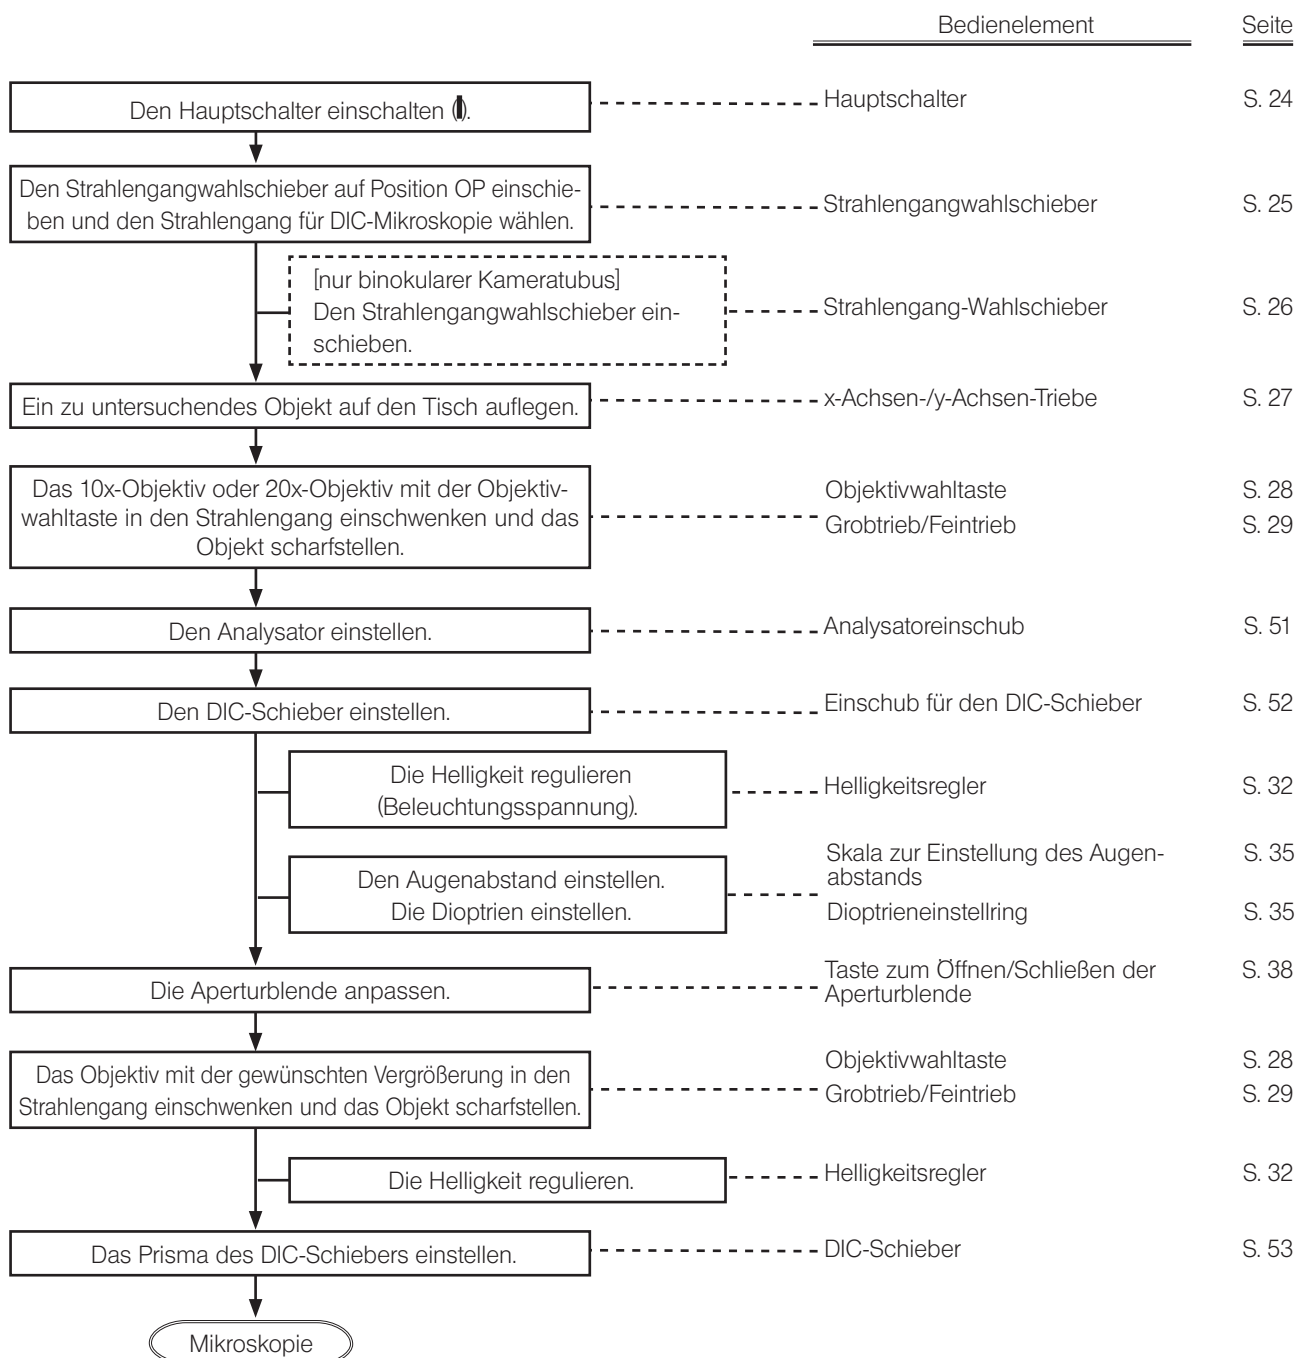 Bedienelement Seite
Den Hauptschalter einschalten (I). Hauptschalter S. 24
Den Strahlengangwahlschieber auf Position OP einschie-
ben und den Strahlengang für DIC-Mikroskopie wählen.
Strahlengangwahlschieber S. 25
[nur binokularer Kameratubus]
Den Strahlengangwahlschieber ein-
schieben.
Strahlengang-Wahlschieber S. 26
Ein zu untersuchendes Objekt auf den Tisch auflegen. x-Achsen-/y-Achsen-Triebe S. 27
Das 10x-Objektiv oder 20x-Objektiv mit der Objektiv-
wahltaste in den Strahlengang einschwenken und das
Objekt scharfstellen.
Objektivwahltaste S. 28
Grobtrieb/Feintrieb S. 29
Den Analysator einstellen. Analysatoreinschub S. 51
Den DIC-Schieber einstellen. Einschub für den DIC-Schieber S. 52
Die Helligkeit regulieren
(Beleuchtungsspannung).
Helligkeitsregler S. 32
Den Augenabstand einstellen.
Die Dioptrien einstellen.
Skala zur Einstellung des Augen- S. 35
abstands
Dioptrieneinstellring S. 35
Die Aperturblende anpassen.
Taste zum Öffnen/Schließen der S. 38
Aperturblende
Das Objektiv mit der gewünschten Vergrößerung in den
Strahlengang einschwenken und das Objekt scharfstellen.
Objektivwahltaste S. 28
Grobtrieb/Feintrieb S. 29
Die Helligkeit regulieren. Helligkeitsregler S. 32
Das Prisma des DIC-Schiebers einstellen. DIC-Schieber S. 53
Mikroskopie